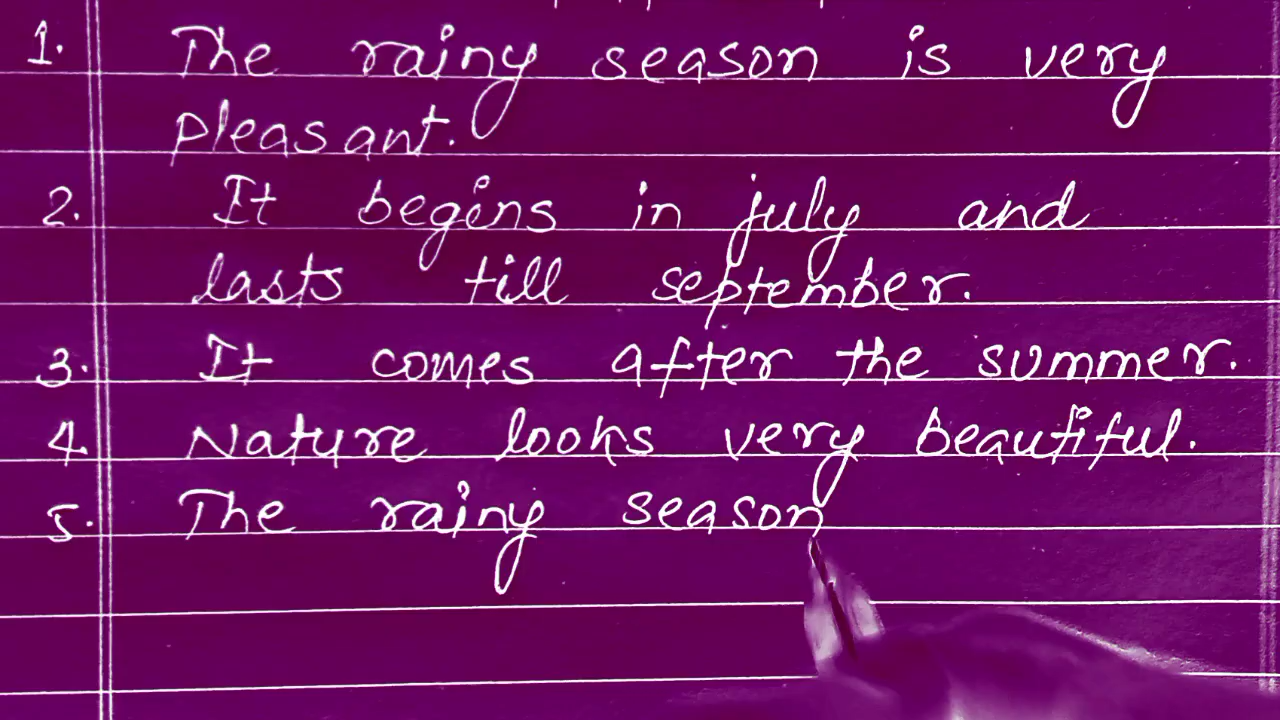 1. The rainy season is very
pleasant.
2. It begins in july and
lasts till september.
3. It comes after the summer.
4. Nature looks very beautiful.
5. The rainy season